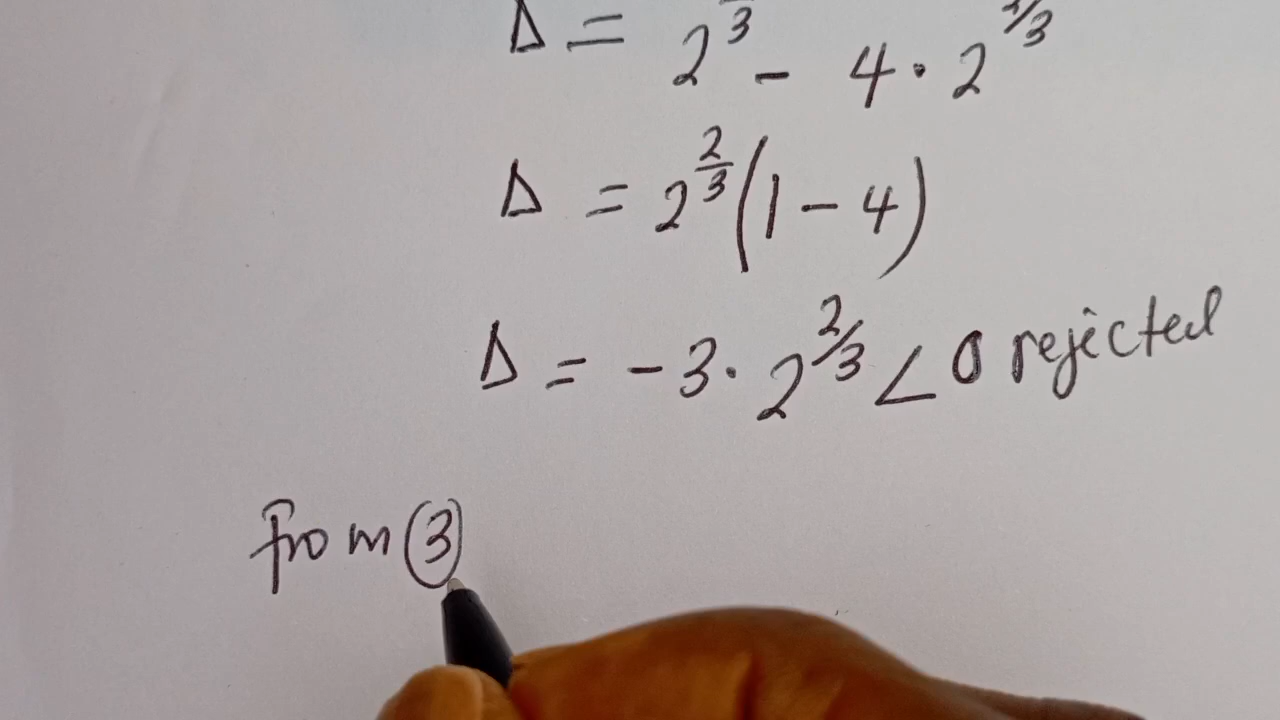 Δ = 2^{2/3} - 4 · 2^{2/3}
Δ = 2^{2/3}(1 - 4)
Δ = -3 · 2^{2/3} < 0 rejected
From ③